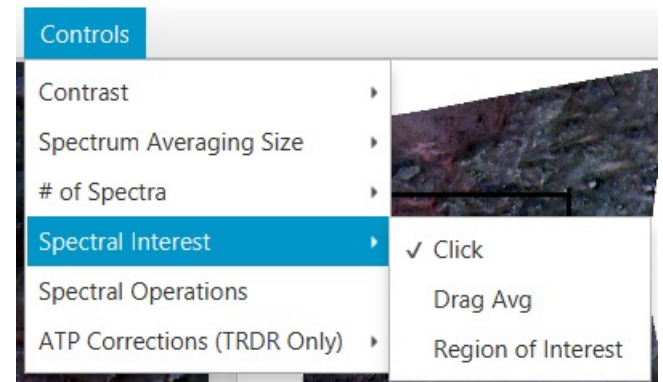 Controls
Contrast
Spectrum Averaging Size
# of Spectra
Spectral Interest
Spectral Operations
ATP Corrections (TRDR Only)
✓ Click
Drag Avg
Region of Interest